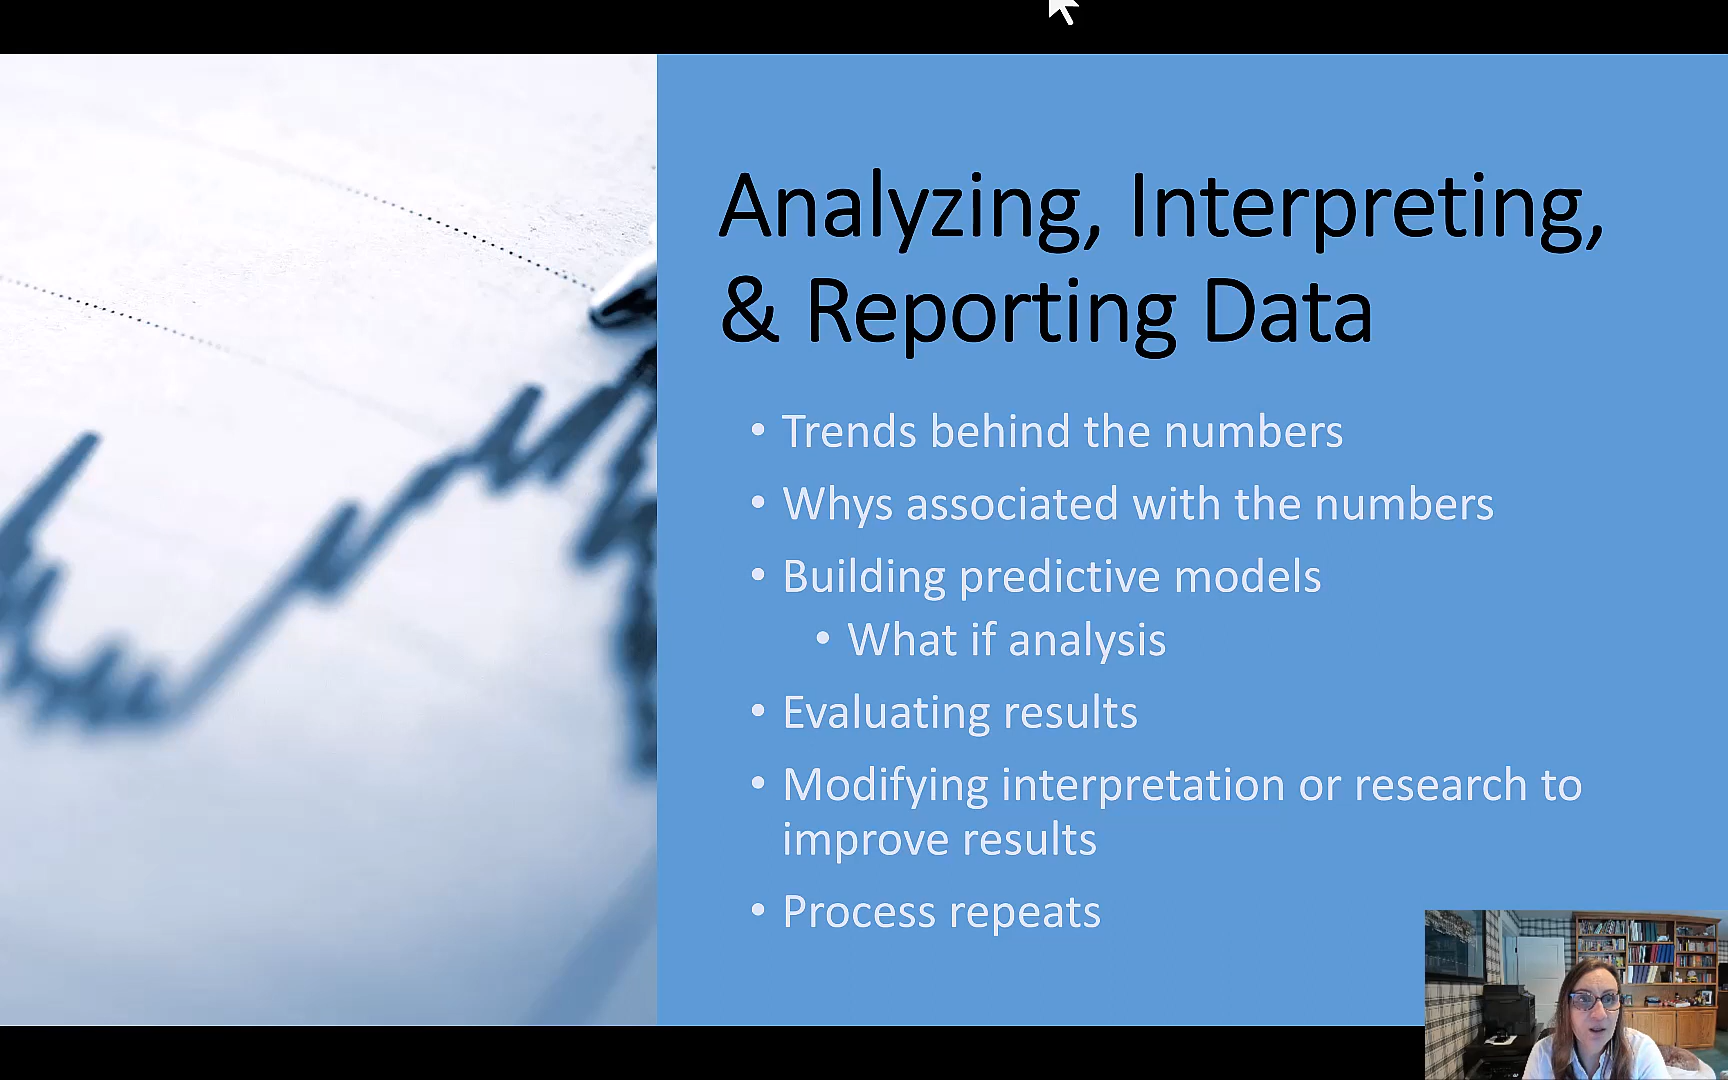 Analyzing, Interpreting,
& Reporting Data
• Trends behind the numbers
• Whys associated with the numbers
• Building predictive models
• What if analysis
• Evaluating results
• Modifying interpretation or research to
improve results
• Process repeats